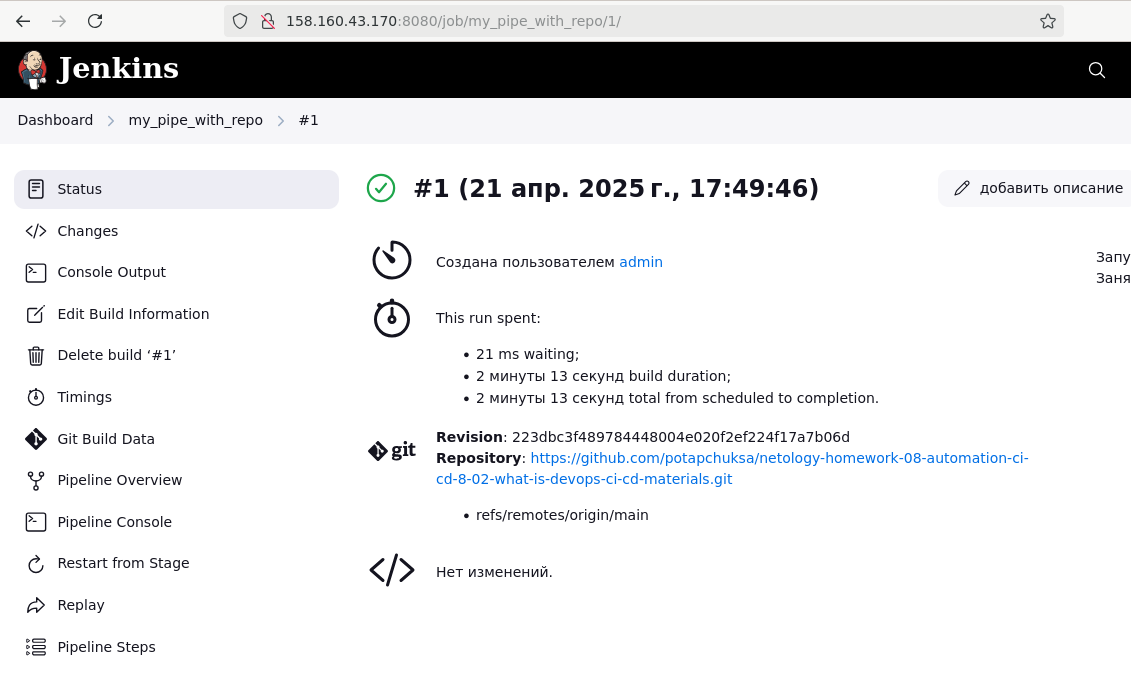 158.160.43.170:8080/job/my_pipe_with_repo/1/
Jenkins
Dashboard > my_pipe_with_repo > #1
Status
Changes
Console Output
Edit Build Information
Delete build ‘#1’
Timings
Git Build Data
Pipeline Overview
Pipeline Console
Restart from Stage
Replay
Pipeline Steps
#1 (21 апр. 2025 г., 17:49:46)
добавить описание
Создана пользователем admin
Запу
Заня
This run spent:
• 21 ms waiting;
• 2 минуты 13 секунд build duration;
• 2 минуты 13 секунд total from scheduled to completion.
git
Revision: 223dbc3f489784448004e020f2ef224f17a7b06d
Repository: https://github.com/potapchuksa/netology-homework-08-automation-ci-
cd-8-02-what-is-devops-ci-cd-materials.git
• refs/remotes/origin/main
Нет изменений.